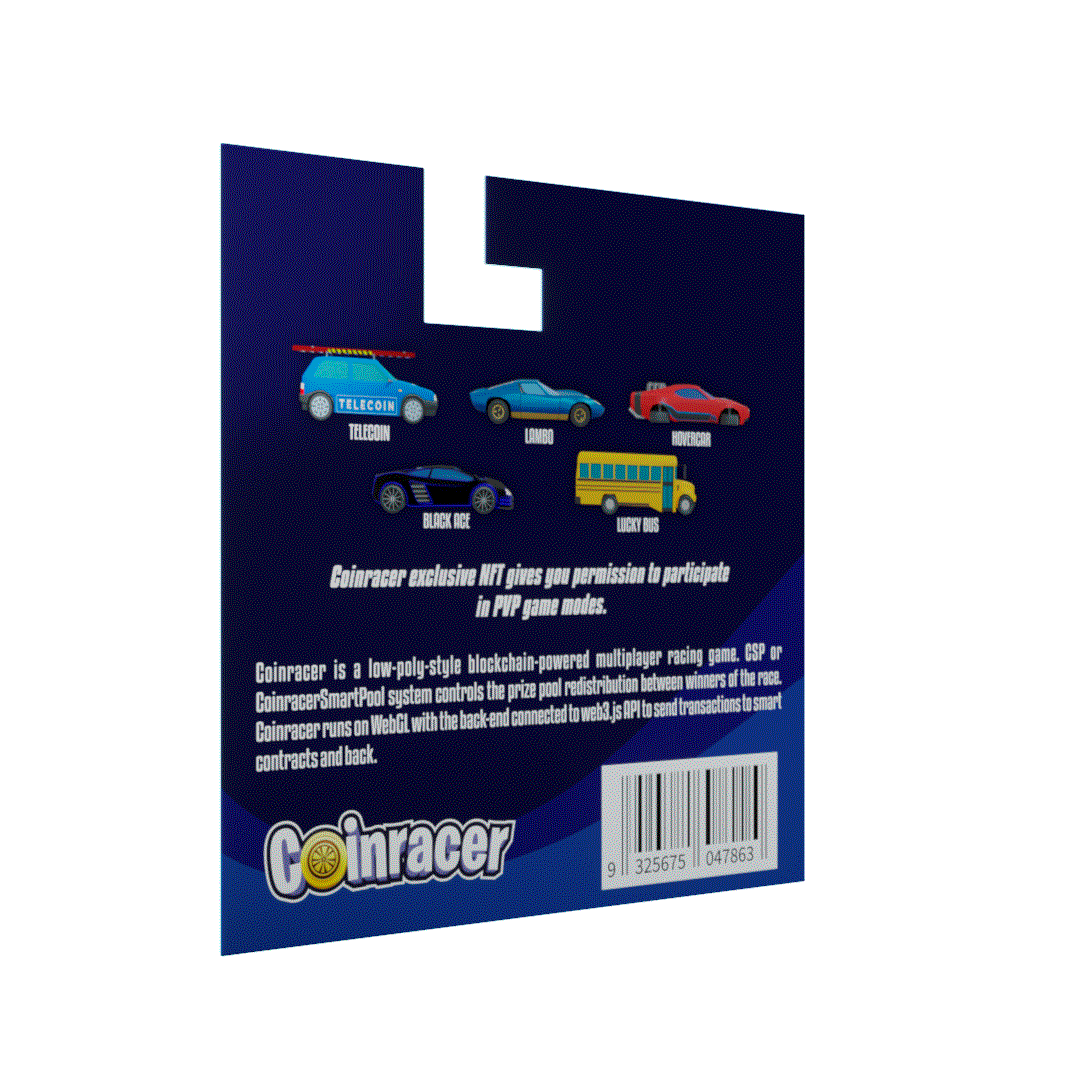 TELECOIN
TELECOIN
LAMBO
HOVERCAR
BLACK ACE
LUCKY BUS
Coinracer exclusive NFT gives you permission to participate
in PVP game modes.
Coinracer is a low-poly-style blockchain-powered multiplayer racing game. CSP or
CoinracerSmartPool system controls the prize pool redistribution between winners of the race.
Coinracer runs on WebGL with the back-end connected to web3.js API to send transactions to smart
contracts and back.
Coinracer
9 325675 047863